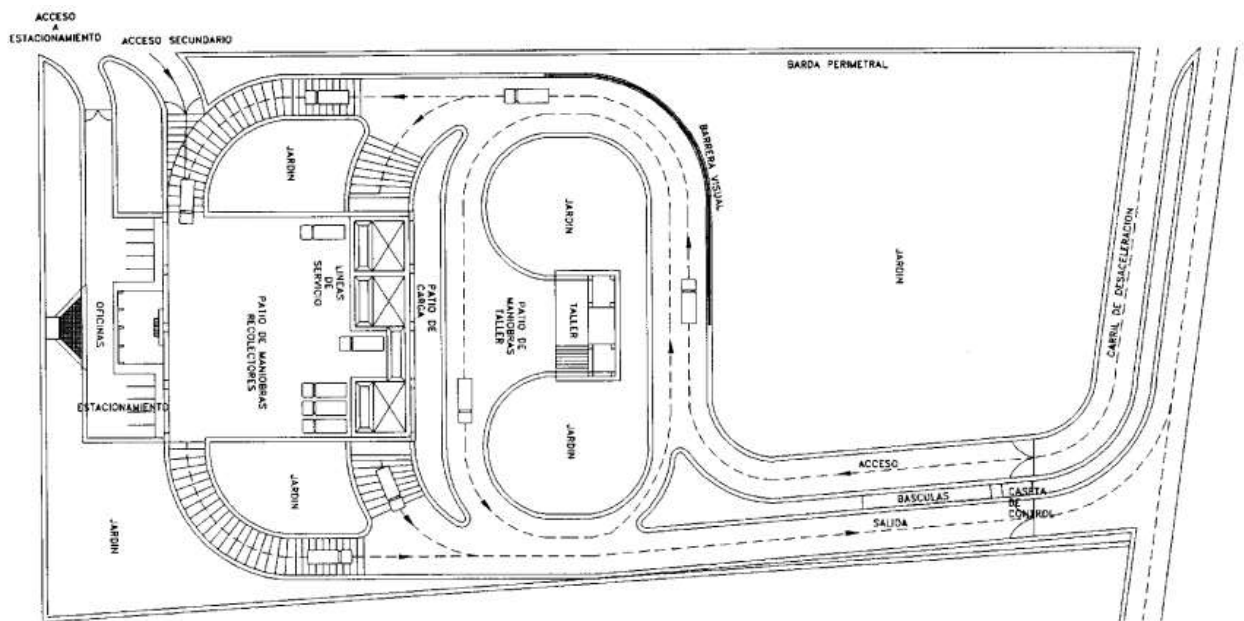 ACCESO
A
ESTACIONAMIENTO
ACCESO SECUNDARIO
BARDA PERIMETRAL
BARRERA VISUAL
JARDIN
JARDIN
JARDIN
CARRIL DE DESACELERACION
LINEAS
DE
SERVICIO
PATIO DE
CARGA
PATIO DE
MANIOBRAS
TALLER
TALLER
OFICINAS
PATIO DE MANIOBRAS
RECOLECTORES
ESTACIONAMIENTO
JARDIN
JARDIN
JARDIN
ACCESO
BASCULAS
CASETA
DE
CONTROL
SALIDA